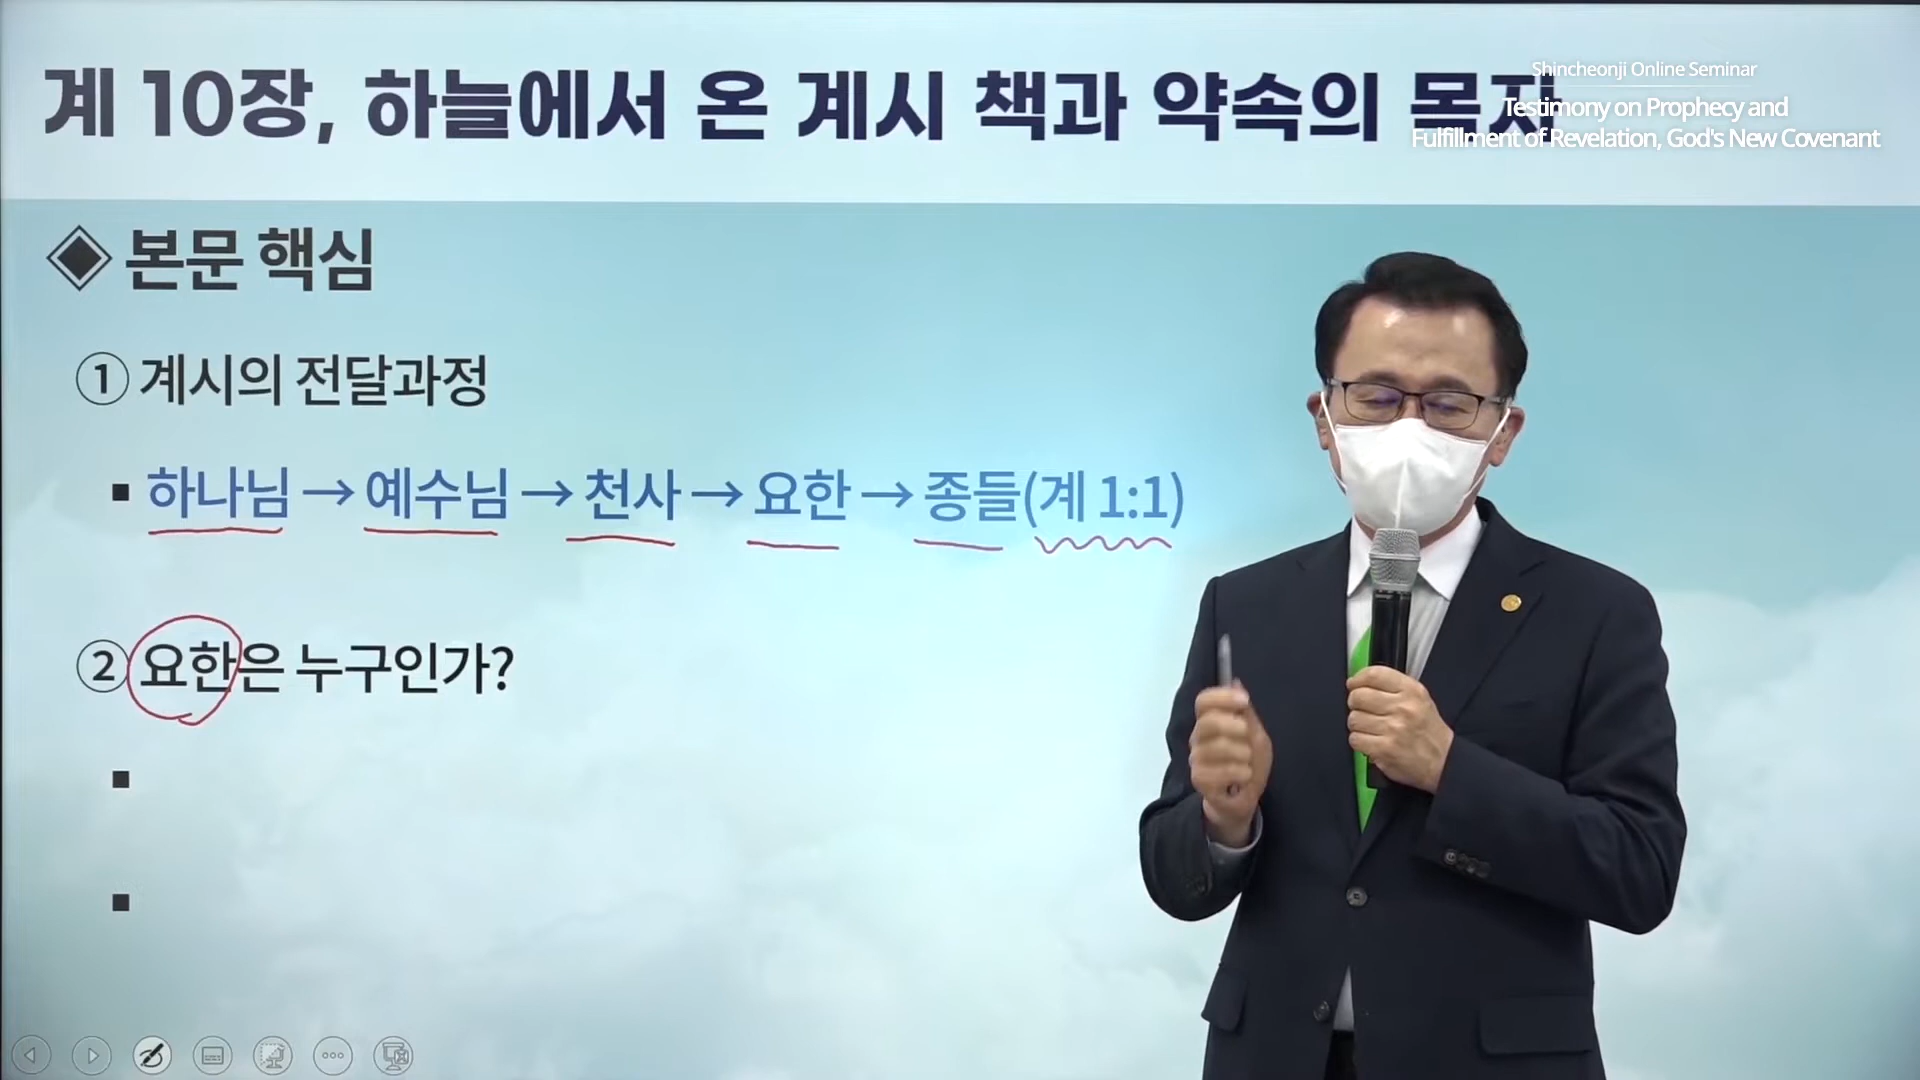 계 10장, 하늘에서 온 계시 책과 약속의 목자
Shincheonji Online Seminar
Testimony on Prophecy and
Fulfillment of Revelation, God's New Covenant
◈ 본문 핵심
① 계시의 전달과정
▪ 하나님 → 예수님 → 천사 → 요한 → 종들(계 1:1)
② 요한은 누구인가?